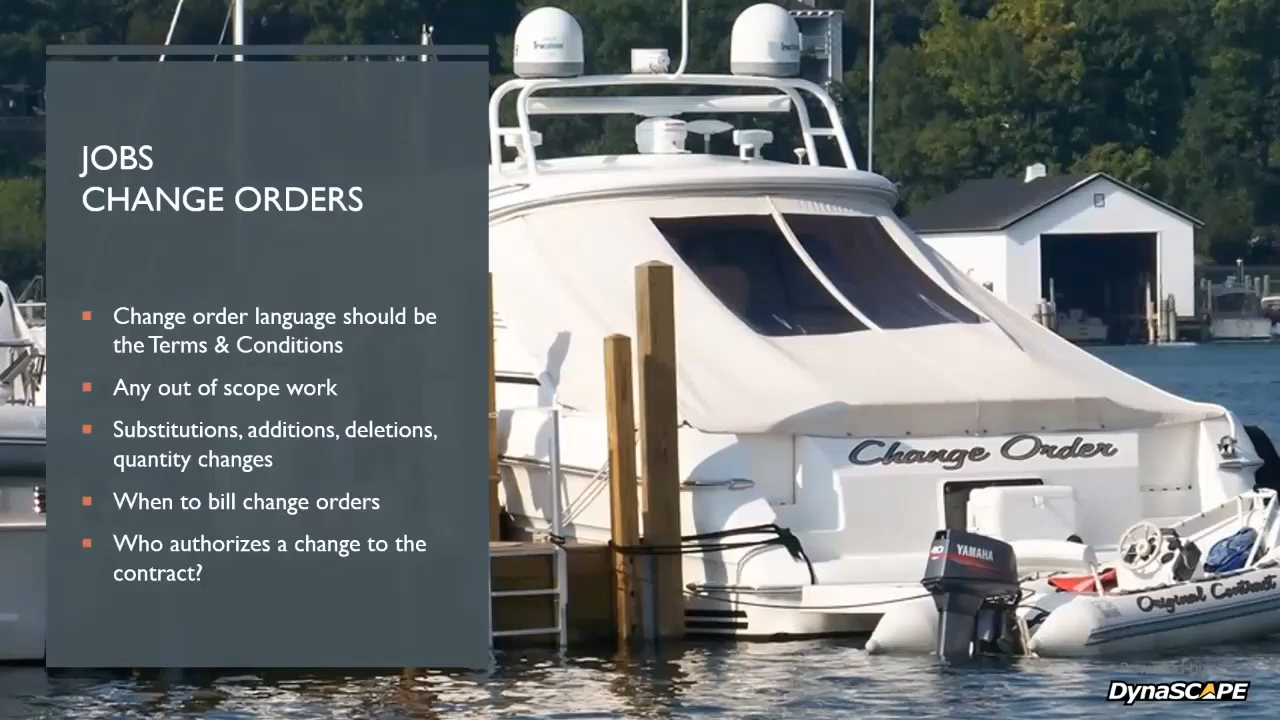 JOBS
CHANGE ORDERS
Change order language should be
the Terms & Conditions
Any out of scope work
Substitutions, additions, deletions,
quantity changes
When to bill change orders
Who authorizes a change to the
contract?
Change Order
YAMAHA
Original Contract
DynaSCAPE